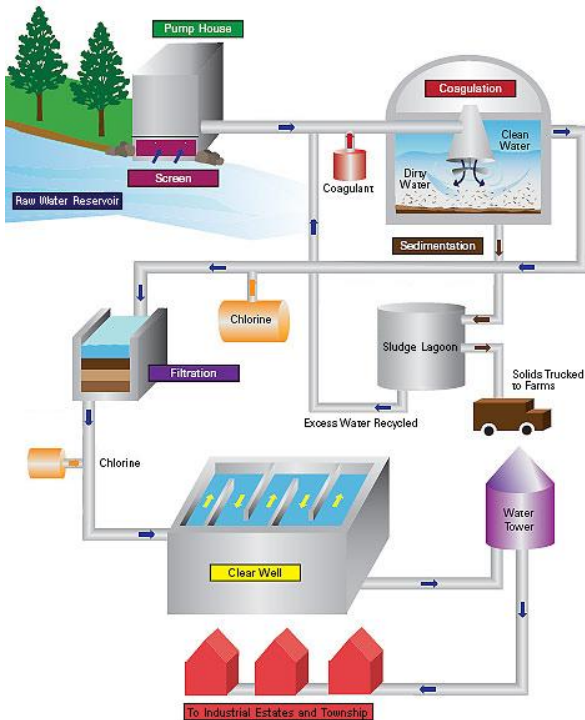 Pump House
Coagulation
Clean
Water
Dirty
Water
Screen
Coagulant
Raw Water Reservoir
Sedimentation
Chlorine
Sludge Lagoon
Filtration
Solids Trucked
to Farms
Excess Water Recycled
Chlorine
Water
Tower
Clear Well
To Industrial Estates and Township